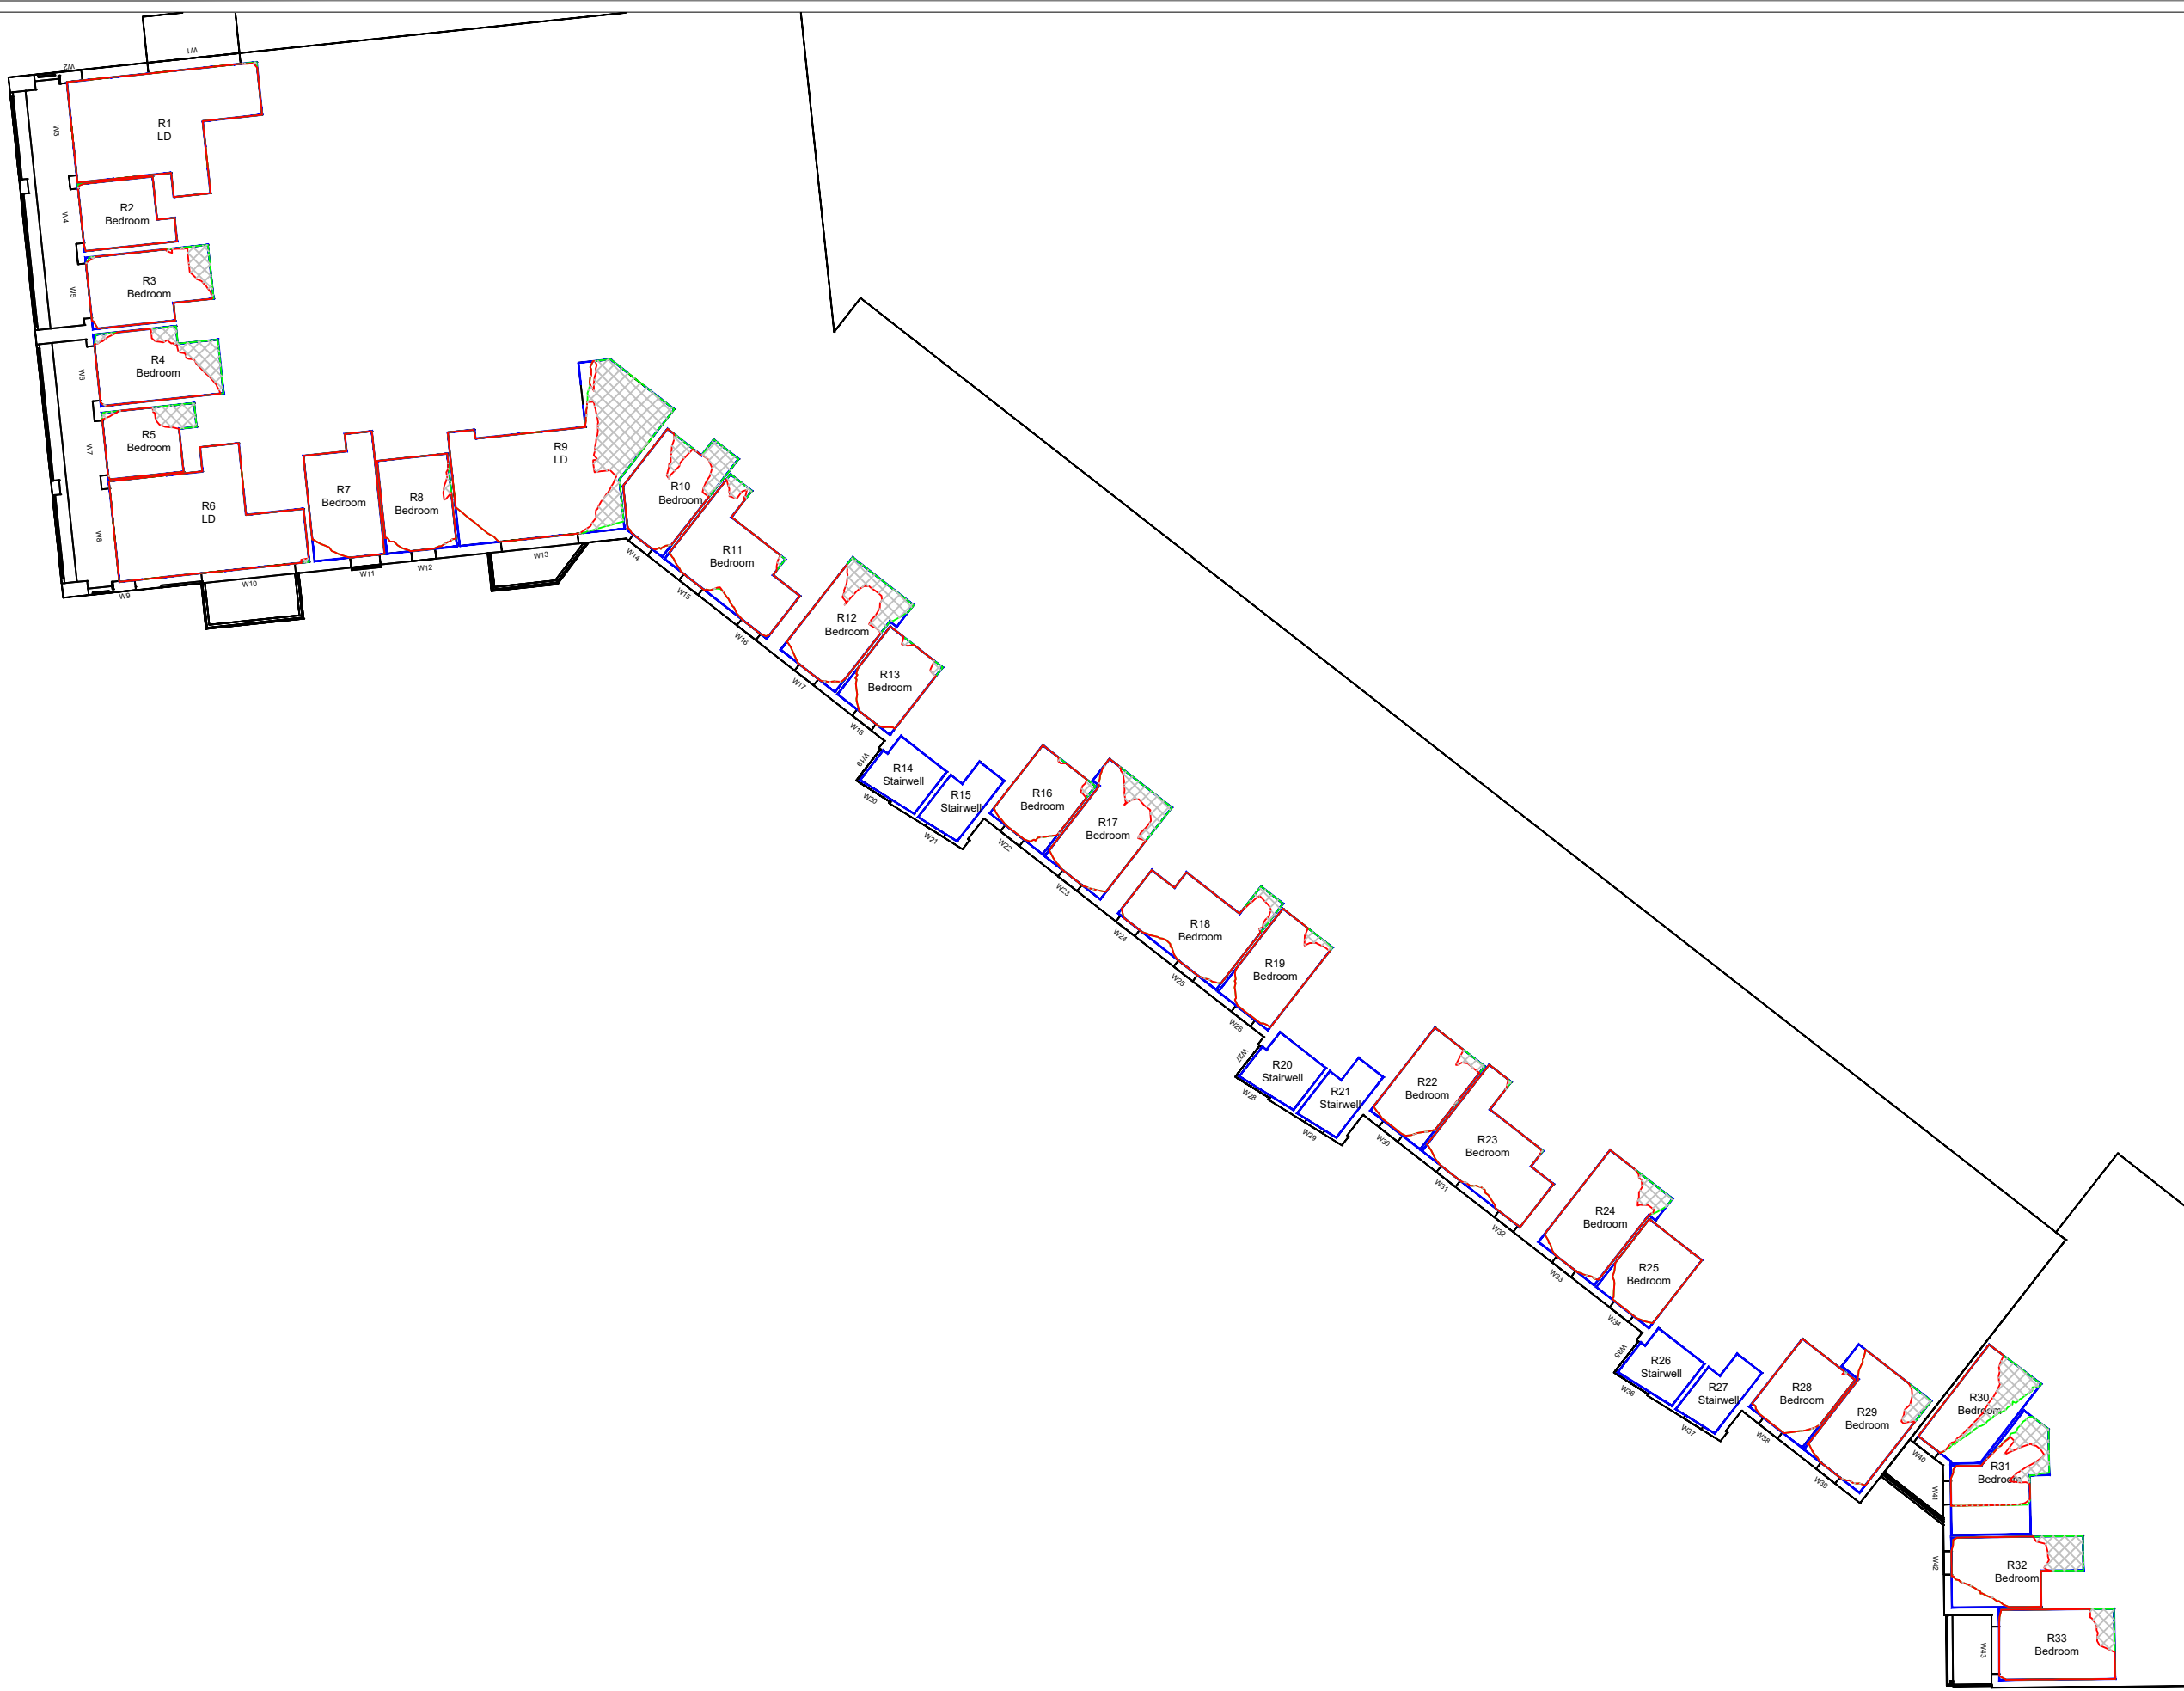 W1
W2
W3
R1
LD
W4
R2
Bedroom
W5
R3
Bedroom
W6
R4
Bedroom
W7
R5
Bedroom
W8
R6
LD
R7
Bedroom
R8
Bedroom
R9
LD
W9
W10
W11
W12
W13
W14
R10
Bedroom
R11
Bedroom
W15
W16
R12
Bedroom
W17
R13
Bedroom
W18
W19
R14
Stairwell
W20
R15
Stairwell
W21
R16
Bedroom
W22
R17
Bedroom
W23
R18
Bedroom
W24
W25
R19
Bedroom
W26
W27
R20
Stairwell
W28
R21
Stairwell
W29
R22
Bedroom
W30
R23
Bedroom
W31
W32
R24
Bedroom
W33
R25
Bedroom
W34
W35
R26
Stairwell
W36
R27
Stairwell
W37
R28
Bedroom
W38
R29
Bedroom
W39
R30
Bedroom
W40
R31
Bedroom
W41
R32
Bedroom
W42
R33
Bedroom
W43